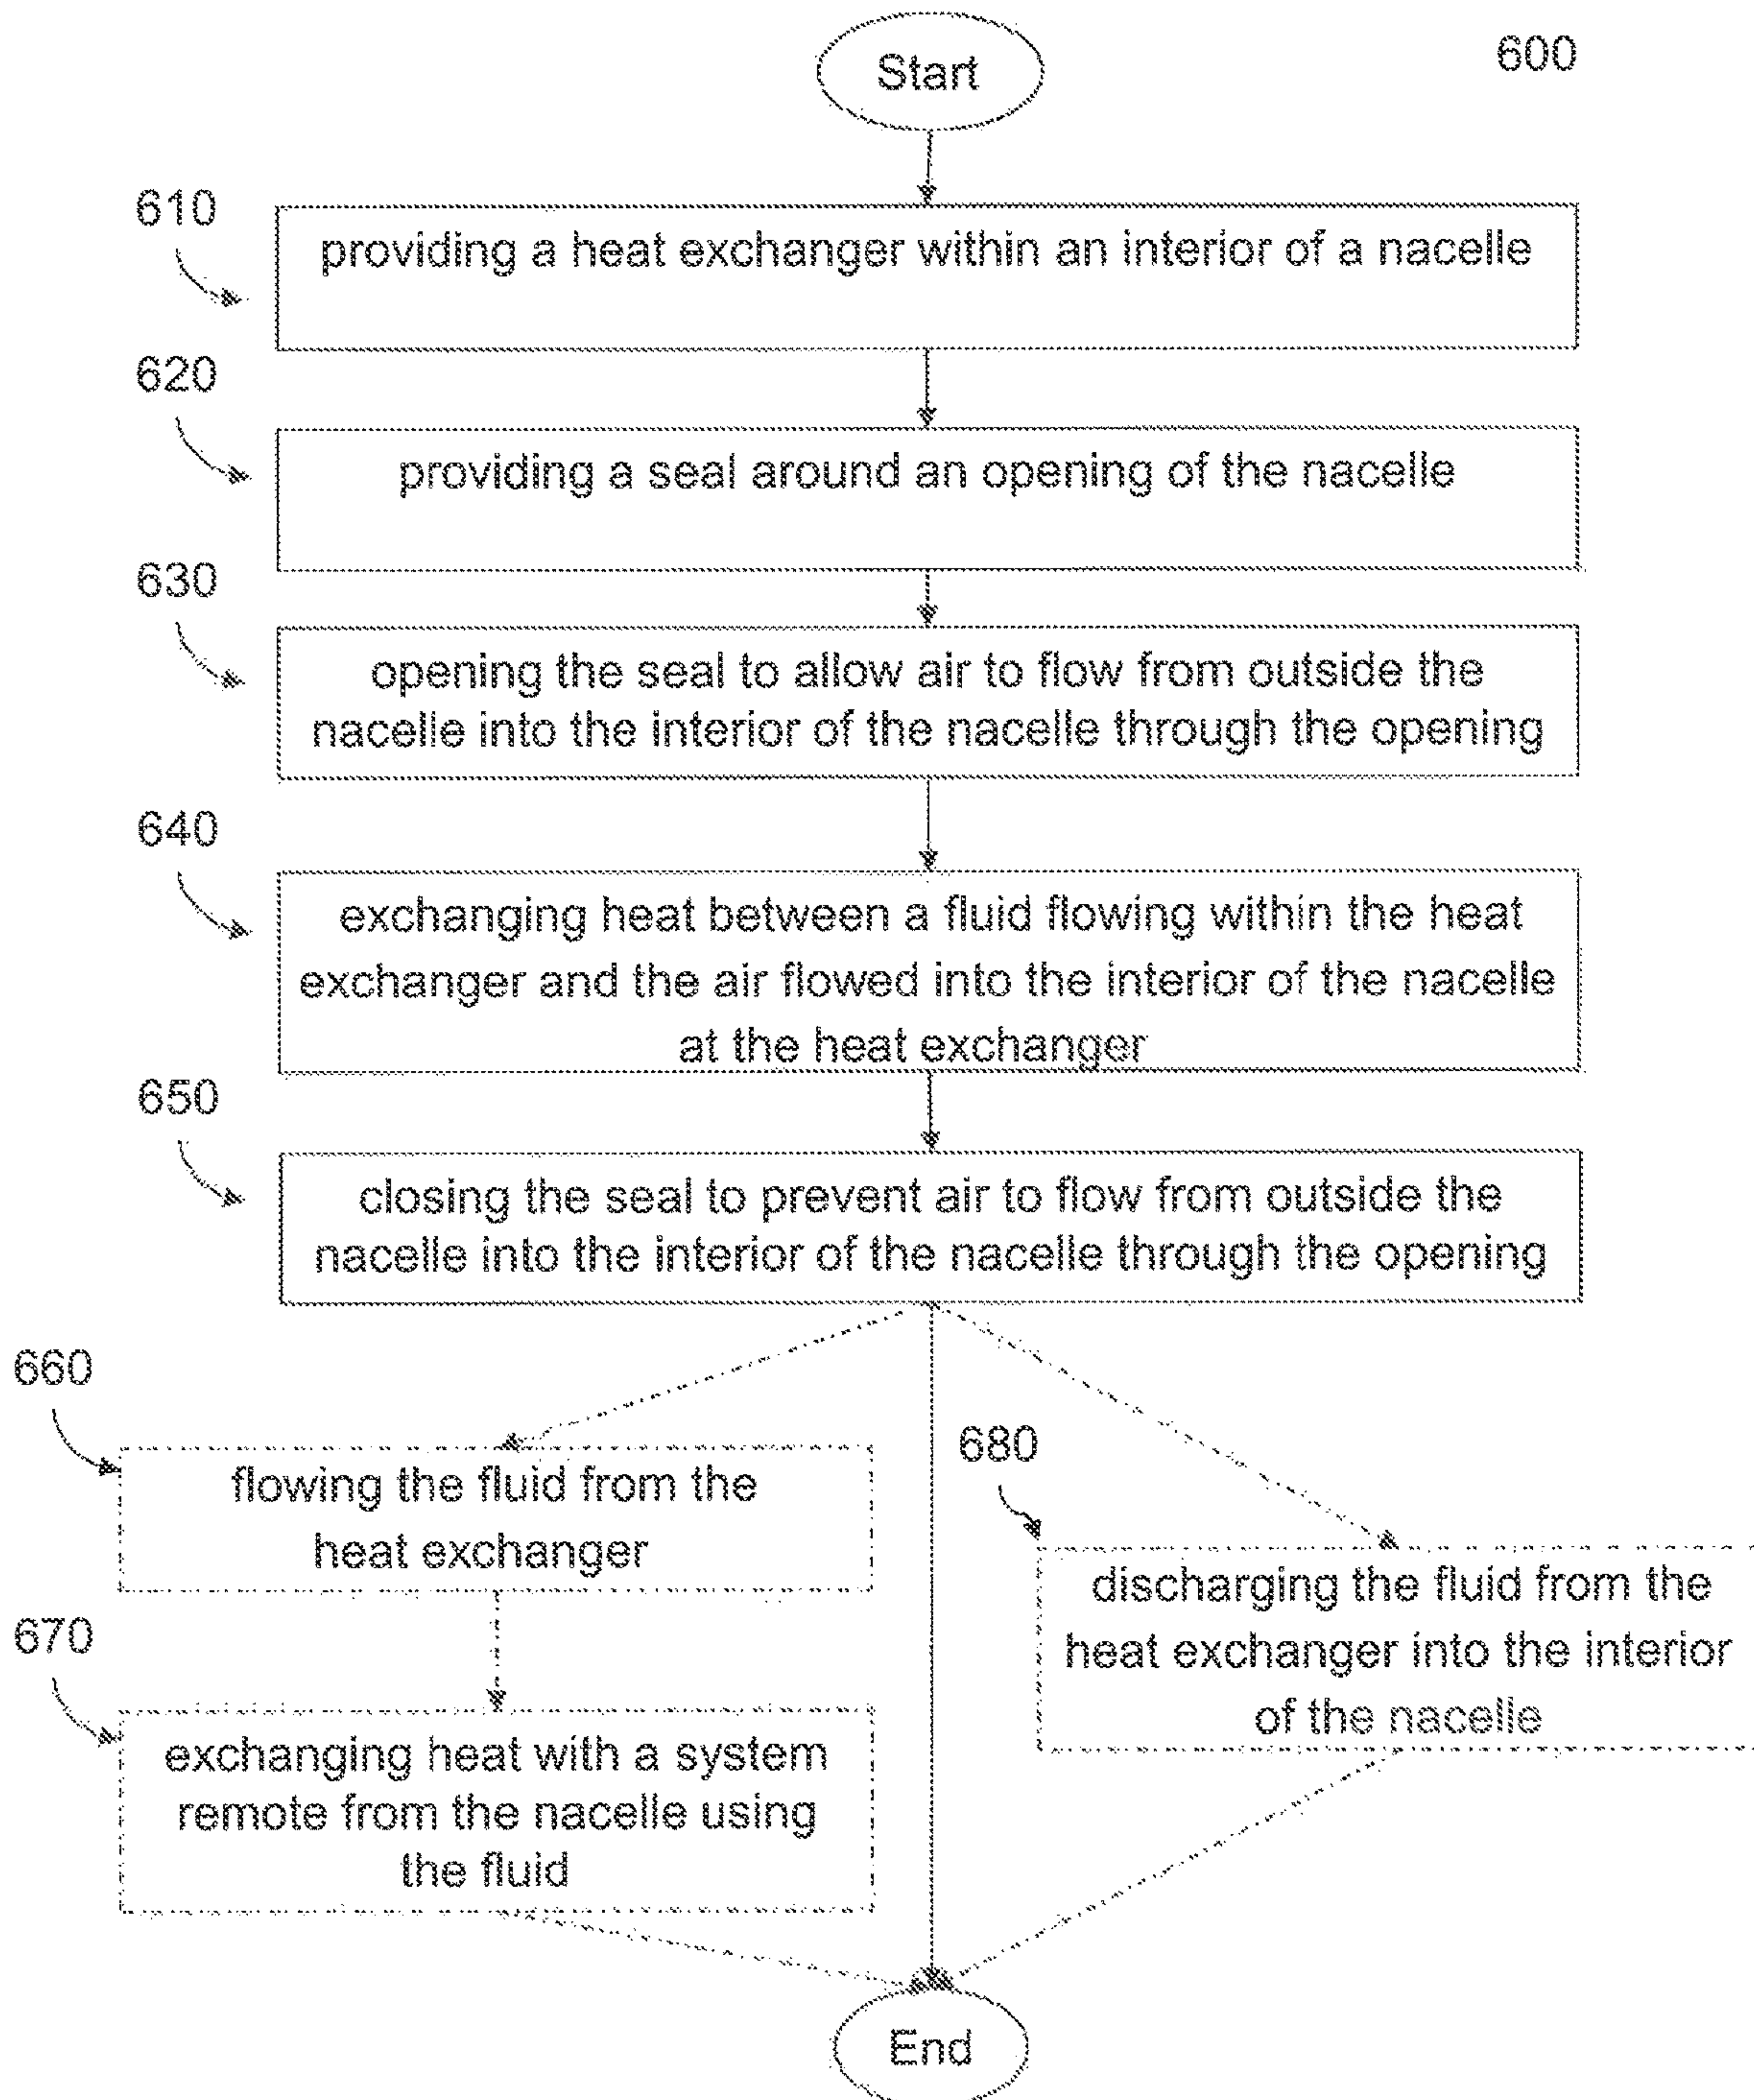 Start
600
610
providing a heat exchanger within an interior of a nacelle
620
providing a seal around an opening of the nacelle
630
opening the seal to allow air to flow from outside the
nacelle into the interior of the nacelle through the opening
640
exchanging heat between a fluid flowing within the heat
exchanger and the air flowed into the interior of the nacelle
at the heat exchanger
650
closing the seal to prevent air to flow from outside the
nacelle into the interior of the nacelle through the opening
660
flowing the fluid from the
heat exchanger
670
exchanging heat with a system
remote from the nacelle using
the fluid
680
discharging the fluid from the
heat exchanger into the interior
of the nacelle
End